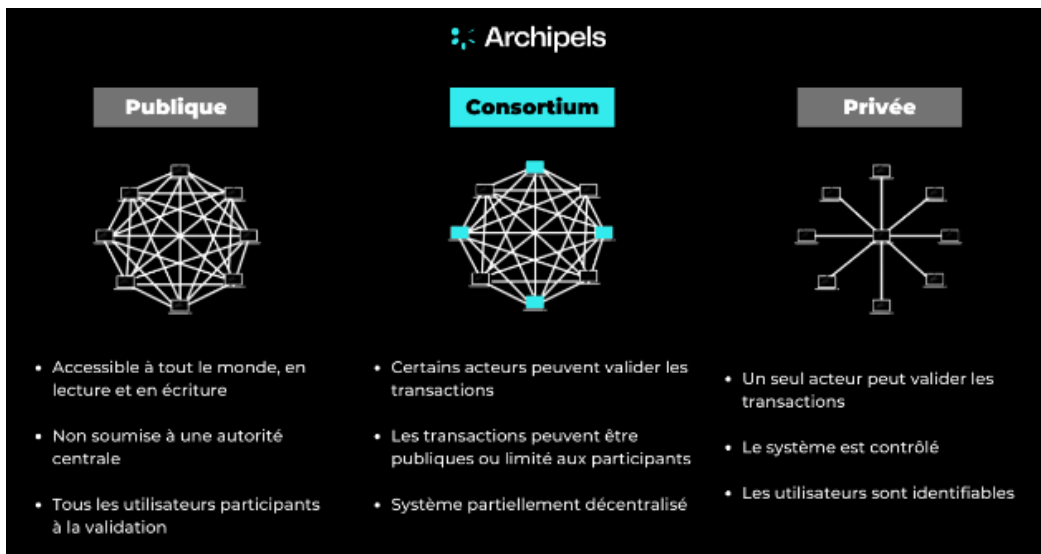 Archipels
Publique
Consortium
Privée
• Accessible à tout le monde, en
lecture et en écriture
• Non soumise à une autorité
centrale
• Tous les utilisateurs participants
à la validation
• Certains acteurs peuvent valider les
transactions
• Les transactions peuvent être
publiques ou limité aux participants
• Système partiellement décentralisé
• Un seul acteur peut valider les
transactions
• Le système est contrôlé
• Les utilisateurs sont identifiables